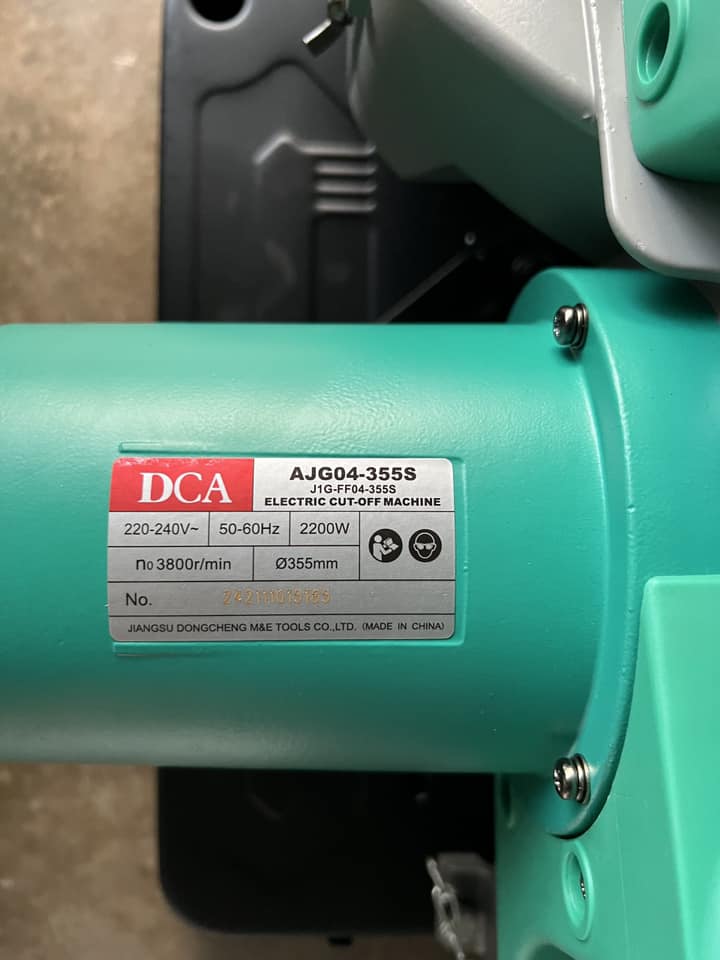 DCA
AJG04-355S
J1G-FF04-355S
ELECTRIC CUT-OFF MACHINE
220-240V~ 50-60Hz 2200W
n₀ 3800r/min Ø355mm
No.
JIANGSU DONGCHENG M&E TOOLS CO.,LTD. (MADE IN CHINA)